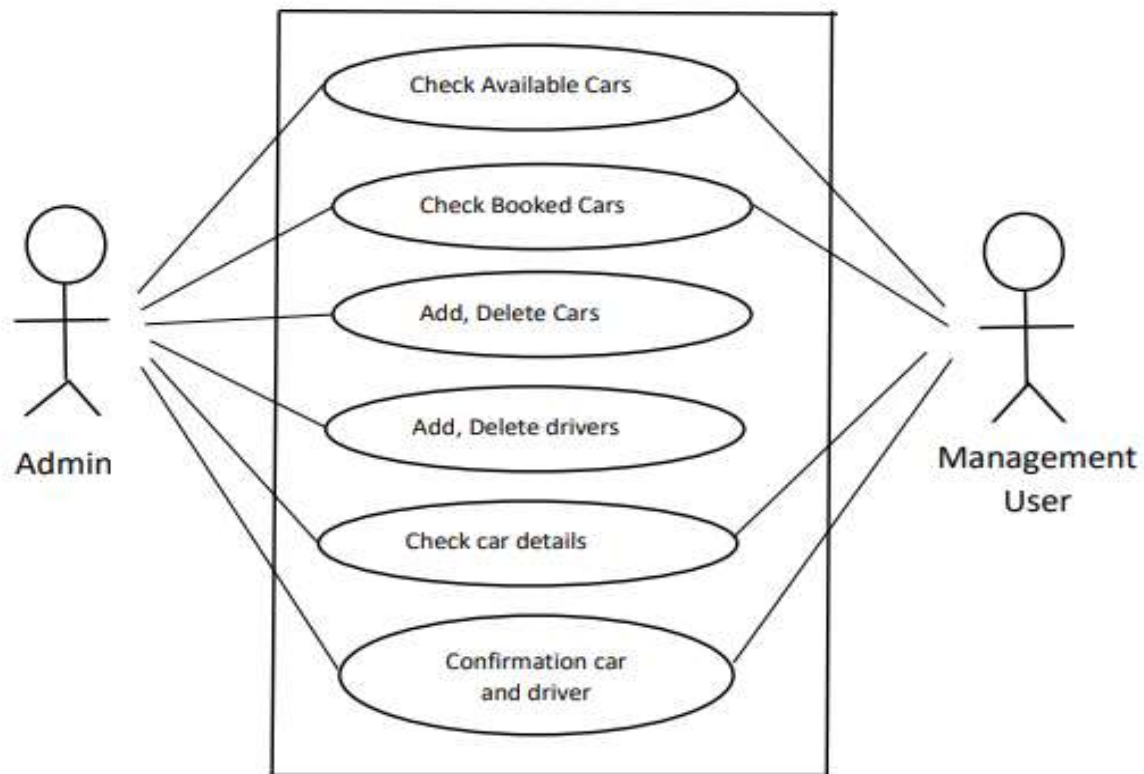 Check Available Cars
Check Booked Cars
Add, Delete Cars
Add, Delete drivers
Admin
Management
User
Check car details
Confirmation car
and driver